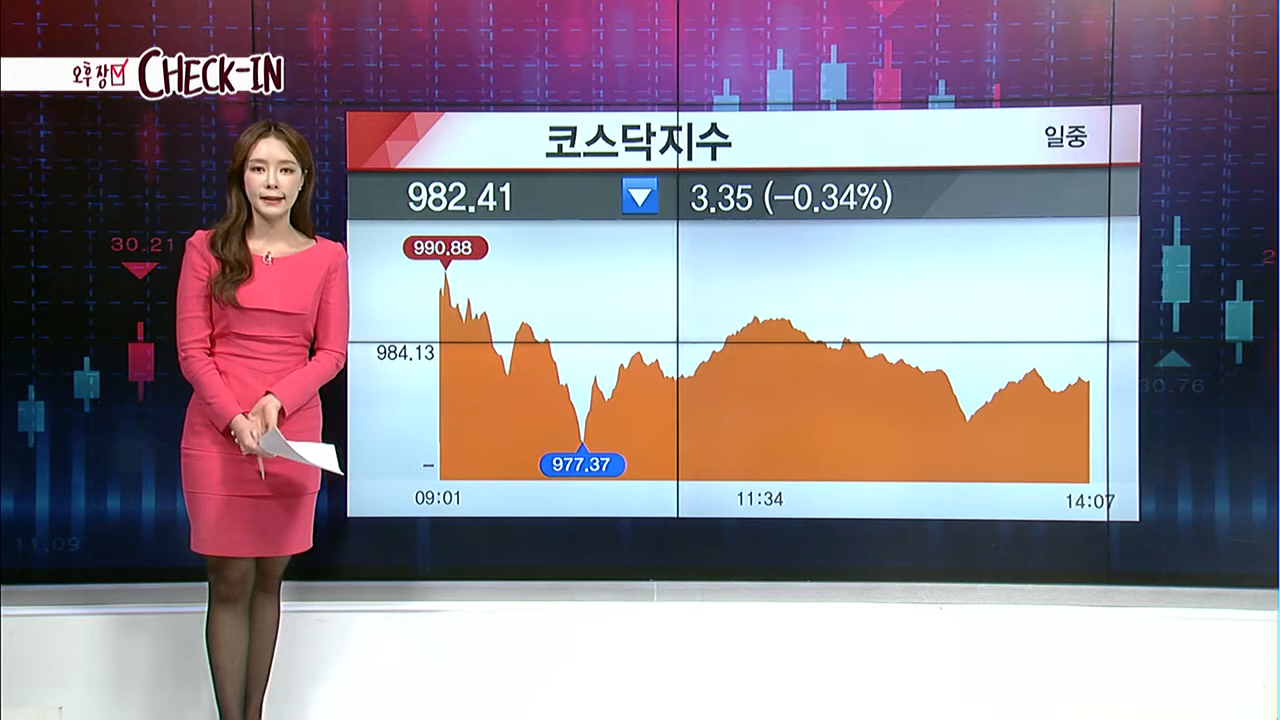 오후장 CHECK-IN
코스닥지수
일중
982.41 ▼ 3.35 (-0.34%)
990.88
984.13
977.37
09:01
11:34
14:07
30.21
30.76
11.09